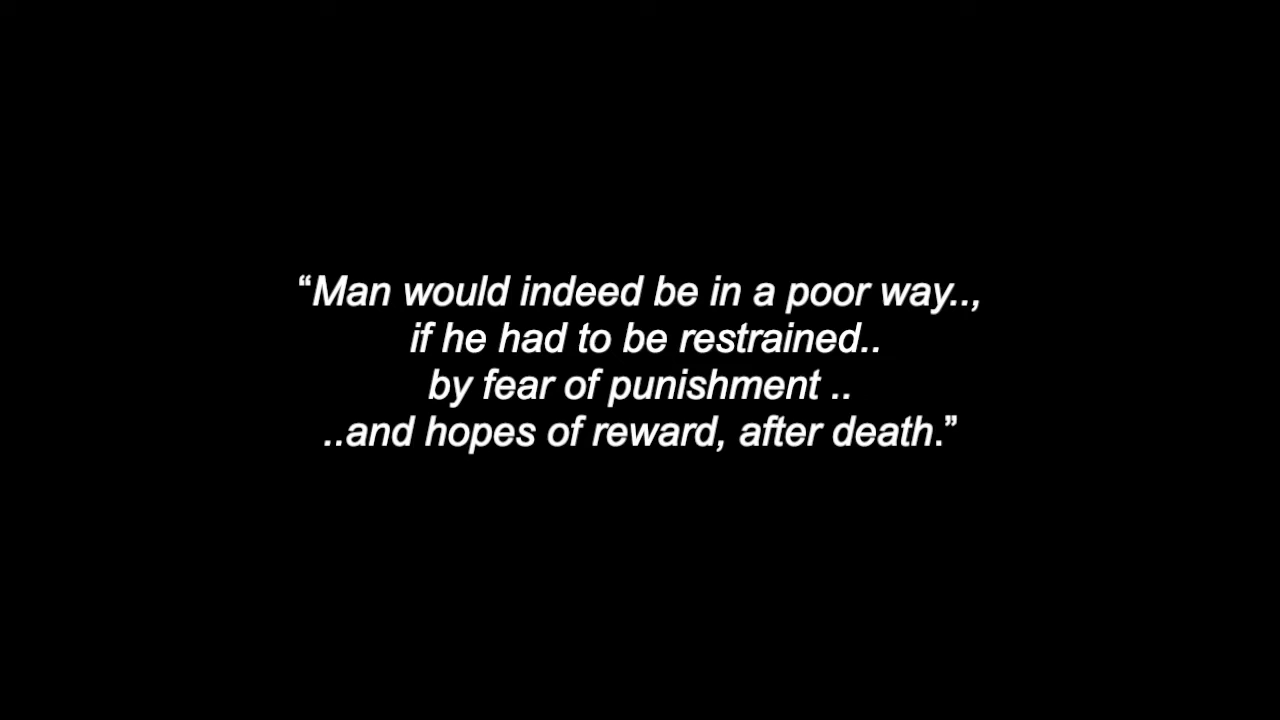 “Man would indeed be in a poor way..,
if he had to be restrained..
by fear of punishment ..
..and hopes of reward, after death.”